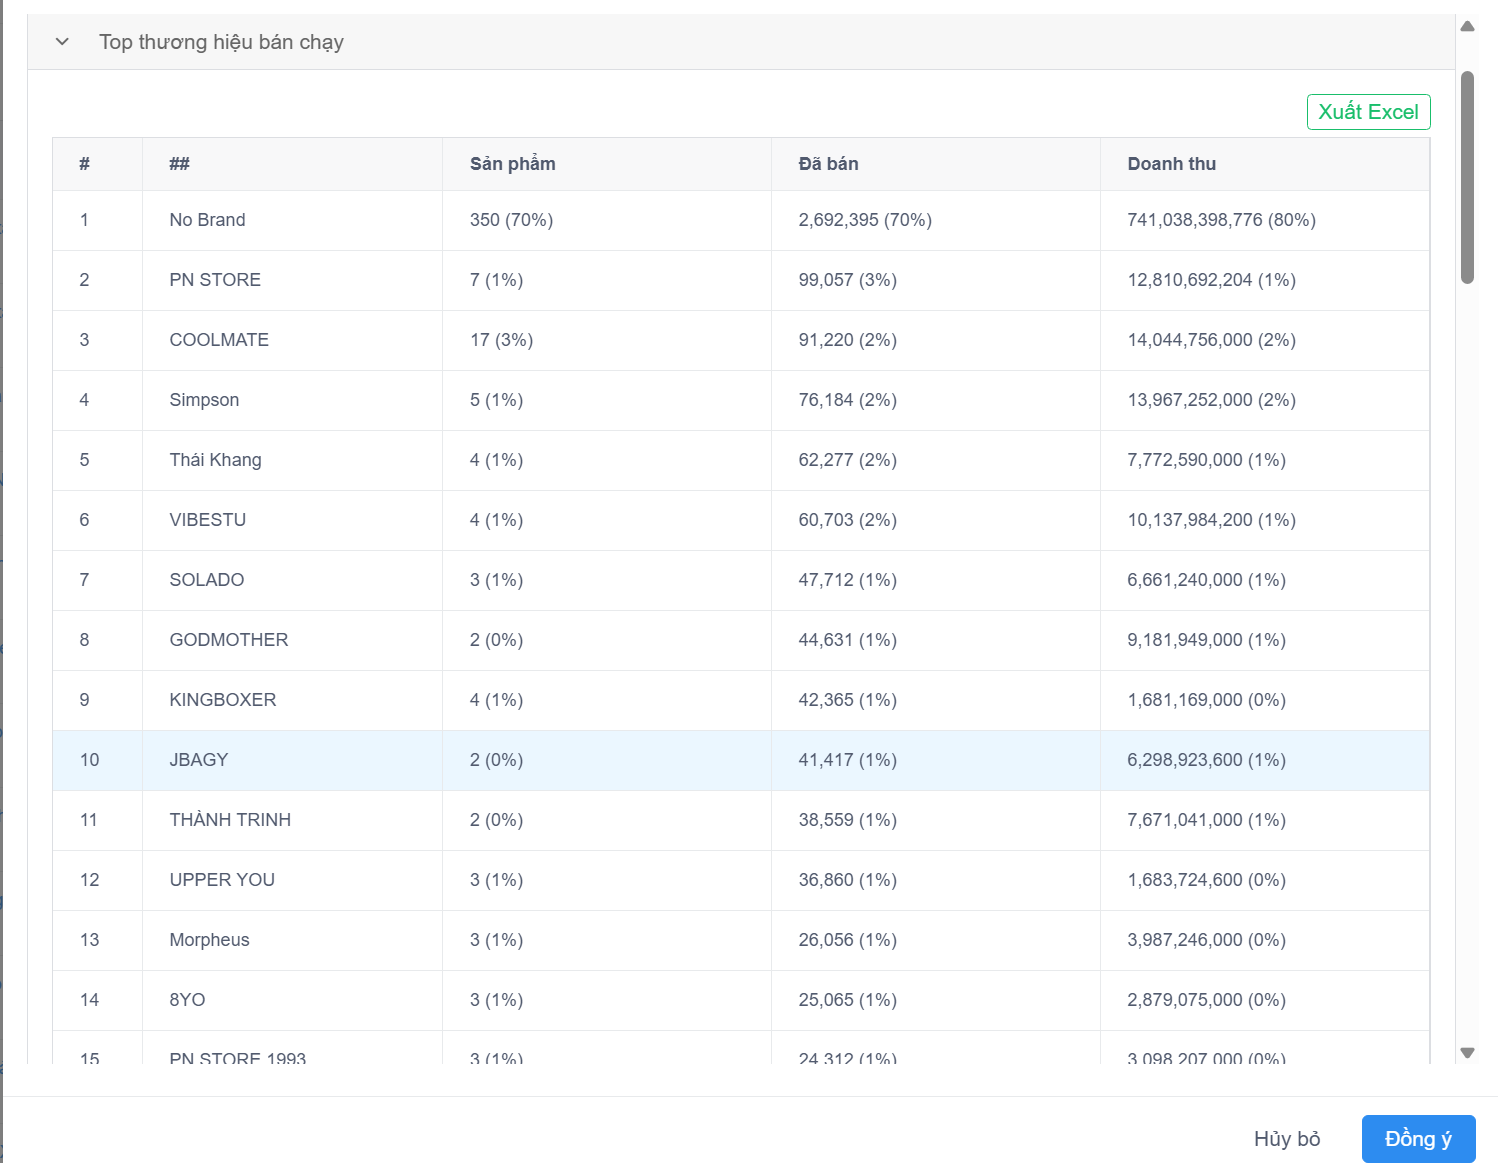 Top thương hiệu bán chạy
Xuất Excel
# ## Sản phẩm Đã bán Doanh thu
1 No Brand 350 (70%) 2,692,395 (70%) 741,038,398,776 (80%)
2 PN STORE 7 (1%) 99,057 (3%) 12,810,692,204 (1%)
3 COOLMATE 17 (3%) 91,220 (2%) 14,044,756,000 (2%)
4 Simpson 5 (1%) 76,184 (2%) 13,967,252,000 (2%)
5 Thái Khang 4 (1%) 62,277 (2%) 7,772,590,000 (1%)
6 VIBESTU 4 (1%) 60,703 (2%) 10,137,984,200 (1%)
7 SOLADO 3 (1%) 47,712 (1%) 6,661,240,000 (1%)
8 GODMOTHER 2 (0%) 44,631 (1%) 9,181,949,000 (1%)
9 KINGBOXER 4 (1%) 42,365 (1%) 1,681,169,000 (0%)
10 JBAGY 2 (0%) 41,417 (1%) 6,298,923,600 (1%)
11 THÀNH TRINH 2 (0%) 38,559 (1%) 7,671,041,000 (1%)
12 UPPER YOU 3 (1%) 36,860 (1%) 1,683,724,600 (0%)
13 Morpheus 3 (1%) 26,056 (1%) 3,987,246,000 (0%)
14 8YO 3 (1%) 25,065 (1%) 2,879,075,000 (0%)
15 PN STORE 1993 3 (1%) 24,312 (1%) 3,098,207,000 (0%)
Hủy bỏ Đồng ý